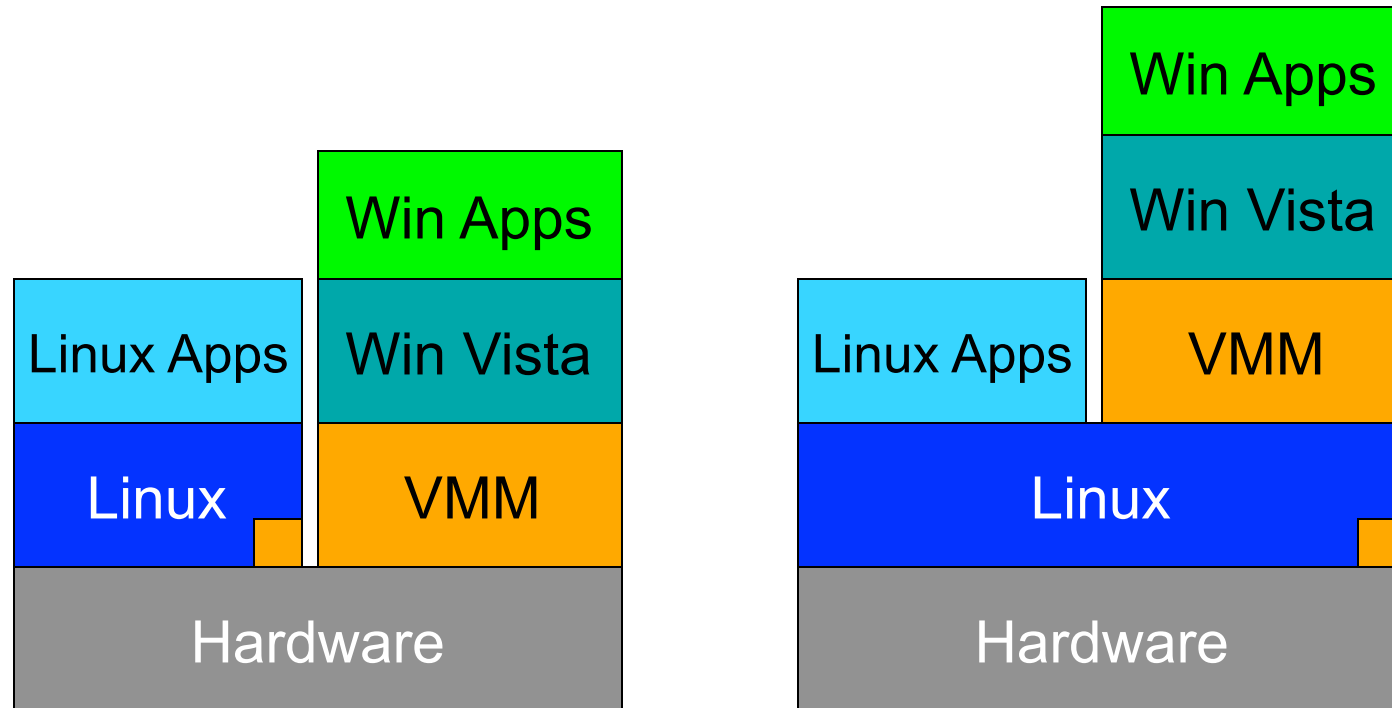 Win Apps
Win Vista
Linux Apps
VMM
Linux
Hardware
Win Apps
Win Vista
Linux Apps
VMM
Linux
Hardware